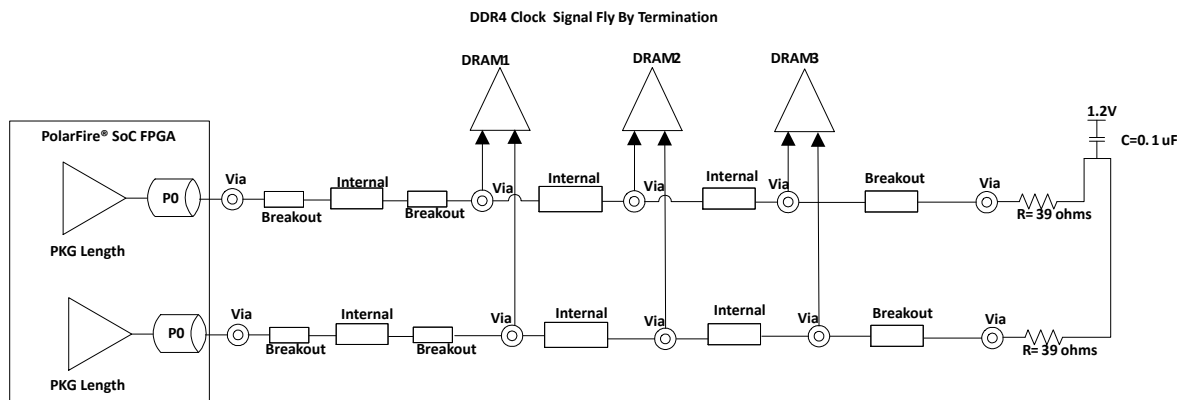 DDR4 Clock Signal Fly By Termination
DRAM1
DRAM2
DRAM3
1.2V
C=0.1 uF
PolarFire® SoC FPGA
P0
Via
Internal
Via
Internal
Via
Internal
Via
Breakout
Via
Breakout
Breakout
R= 39 ohms
PKG Length
P0
Via
Internal
Via
Internal
Via
Internal
Via
Breakout
Via
Breakout
Breakout
R= 39 ohms
PKG Length